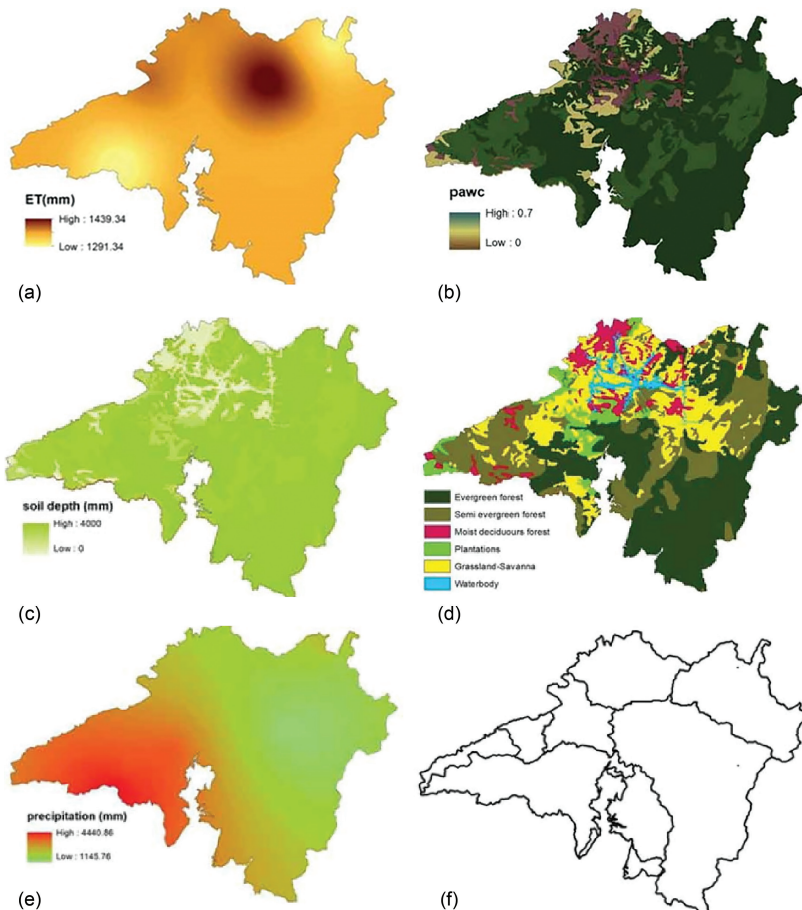 ET(mm)
High : 1439.34
Low : 1291.34
(a)
pawc
High : 0.7
Low : 0
(b)
soil depth (mm)
High : 4000
Low : 0
(c)
Evergreen forest
Semi evergreen forest
Moist deciduours forest
Plantations
Grassland-Savanna
Waterbody
(d)
precipitation (mm)
High : 4440.86
Low : 1145.76
(e)
(f)